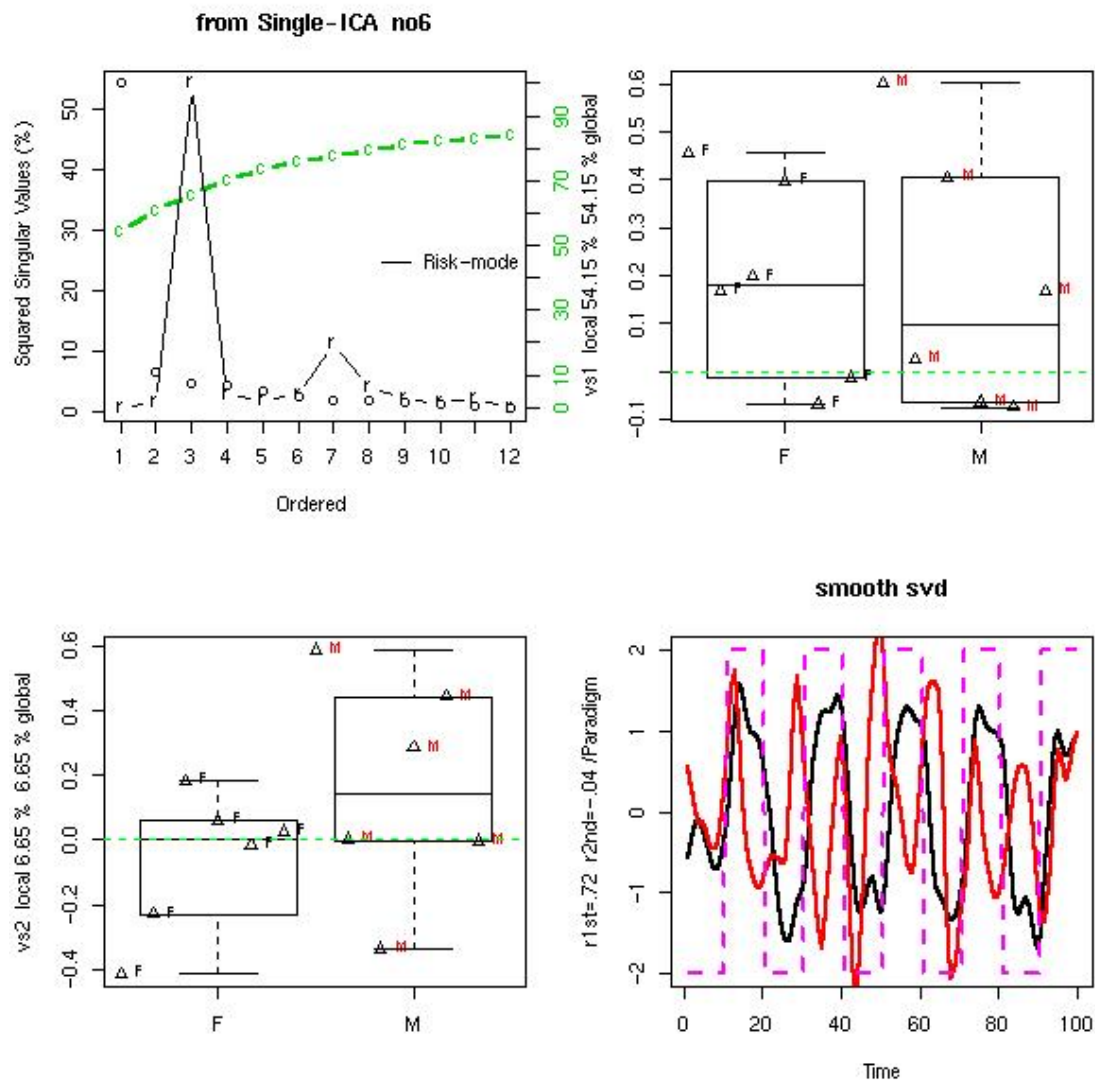 from Single-ICA no6
Squared Singular Values (%)
50
40
30
20
10
0
o r c
Risk-mode
90
70
50
30
10
0
1 2 3 4 5 6 7 8 9 10 12
Ordered
vs1 local 54.15 % 54.15 % global
0.6
0.5
0.4
0.3
0.2
0.1
-0.1
F F F F F F
M M M M M M
F M
vs2 local 6.65 % 6.65 % global
0.6
0.4
0.2
0.0
-0.2
-0.4
F F F F F F
M M M M M M
F M
smooth svd
r1st=.72 r2nd=-.04 /Paradigm
2
1
0
-1
-2
0 20 40 60 80 100
Time